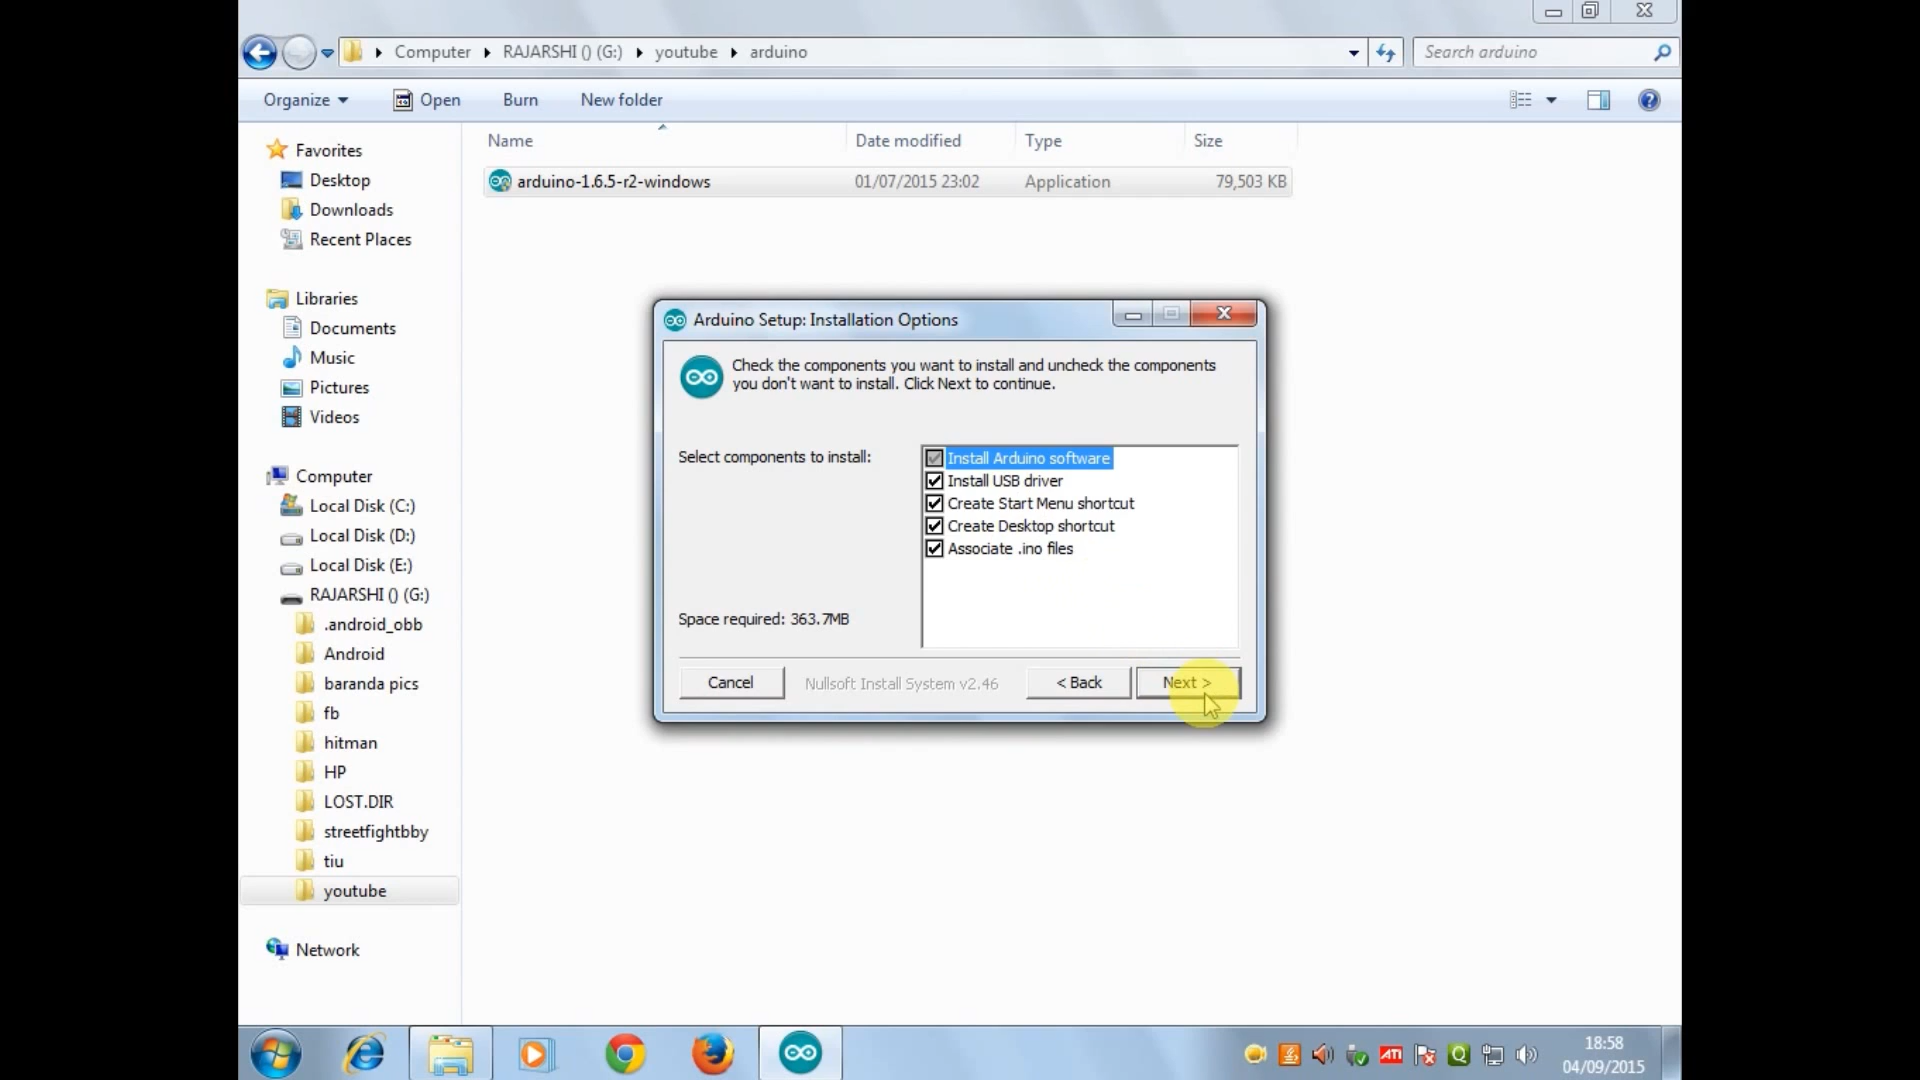 Computer RAJARSHI () (G:) youtube arduino
Search arduino
Organize Open Burn New folder
Name Date modified Type Size
arduino-1.6.5-r2-windows 01/07/2015 23:02 Application 79,503 KB
Favorites
Desktop
Downloads
Recent Places
Libraries
Documents
Music
Pictures
Videos
Computer
Local Disk (C:)
Local Disk (D:)
Local Disk (E:)
RAJARSHI () (G:)
.android_obb
Android
baranda pics
fb
hitman
HP
LOST.DIR
streetfightbby
tiu
youtube
Network
Arduino Setup: Installation Options
Check the components you want to install and uncheck the components
you don't want to install. Click Next to continue.
Select components to install:
Install Arduino software
Install USB driver
Create Start Menu shortcut
Create Desktop shortcut
Associate .ino files
Space required: 363.7MB
Cancel Nullsoft Install System v2.46 < Back Next >
ATI
18:58
04/09/2015